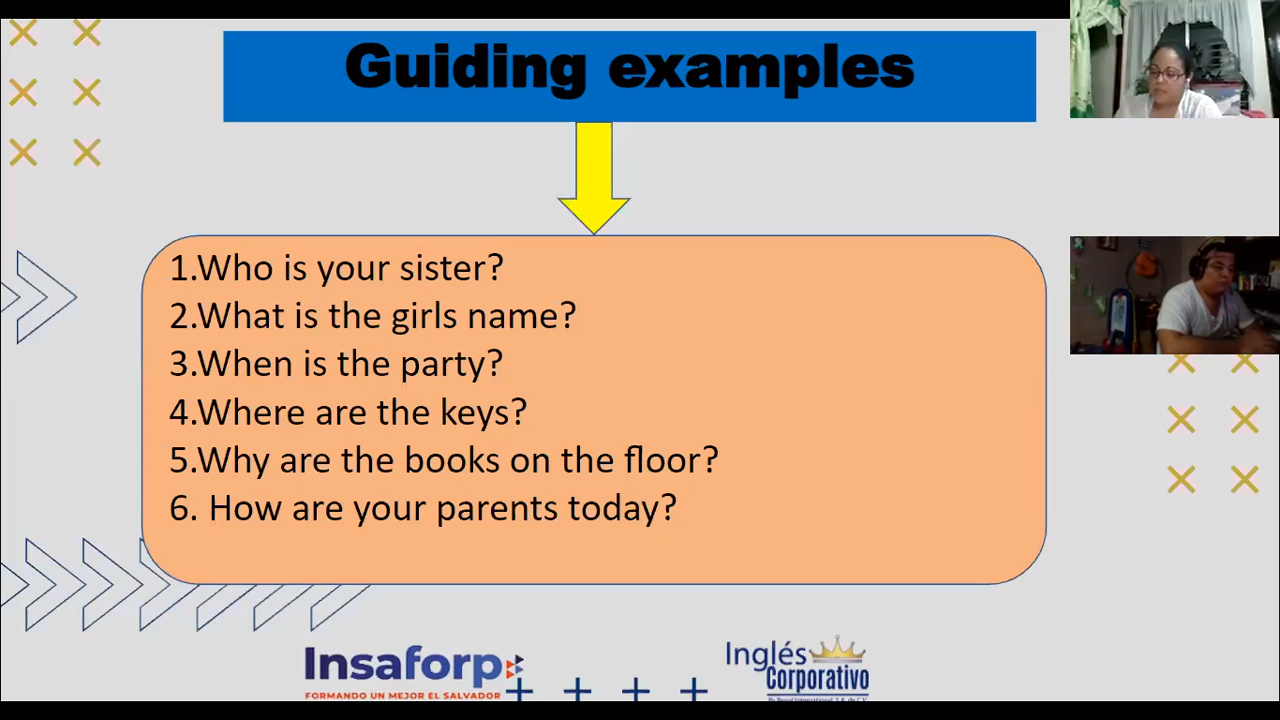 Guiding examples
1.Who is your sister?
2.What is the girls name?
3.When is the party?
4.Where are the keys?
5.Why are the books on the floor?
6. How are your parents today?
Insaforp
FORMANDO UN MEJOR EL SALVADOR
Inglés
Corporativo